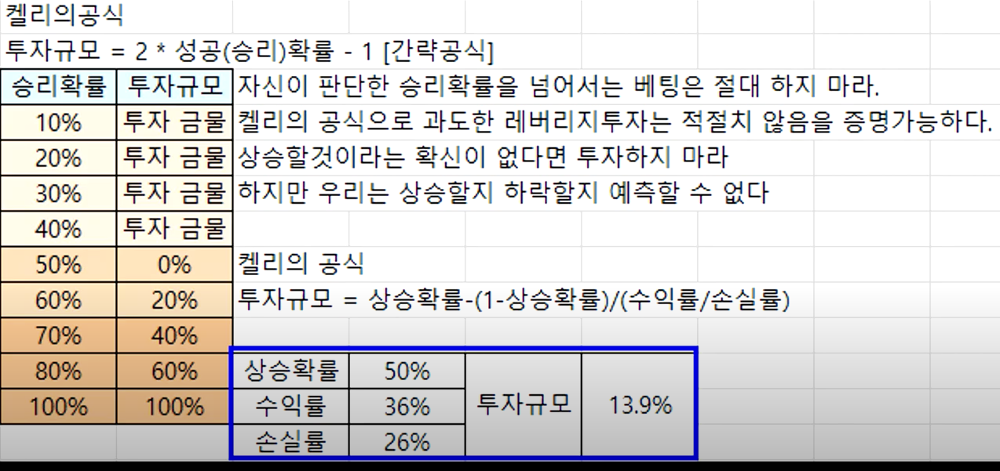 켈리의공식
투자규모 = 2 * 성공(승리)확률 - 1 [간략공식]
승리확률 투자규모 자신이 판단한 승리확률을 넘어서는 베팅은 절대 하지 마라.
10% 투자 금물 켈리의 공식으로 과도한 레버리지투자는 적절치 않음을 증명가능하다.
20% 투자 금물 상승할것이라는 확신이 없다면 투자하지 마라
30% 투자 금물 하지만 우리는 상승할지 하락할지 예측할 수 없다
40% 투자 금물
50% 0% 켈리의 공식
60% 20% 투자규모 = 상승확률-(1-상승확률)/(수익률/손실률)
70% 40%
80% 60% 상승확률 50%
100% 100% 수익률 36% 투자규모 13.9%
손실률 26%